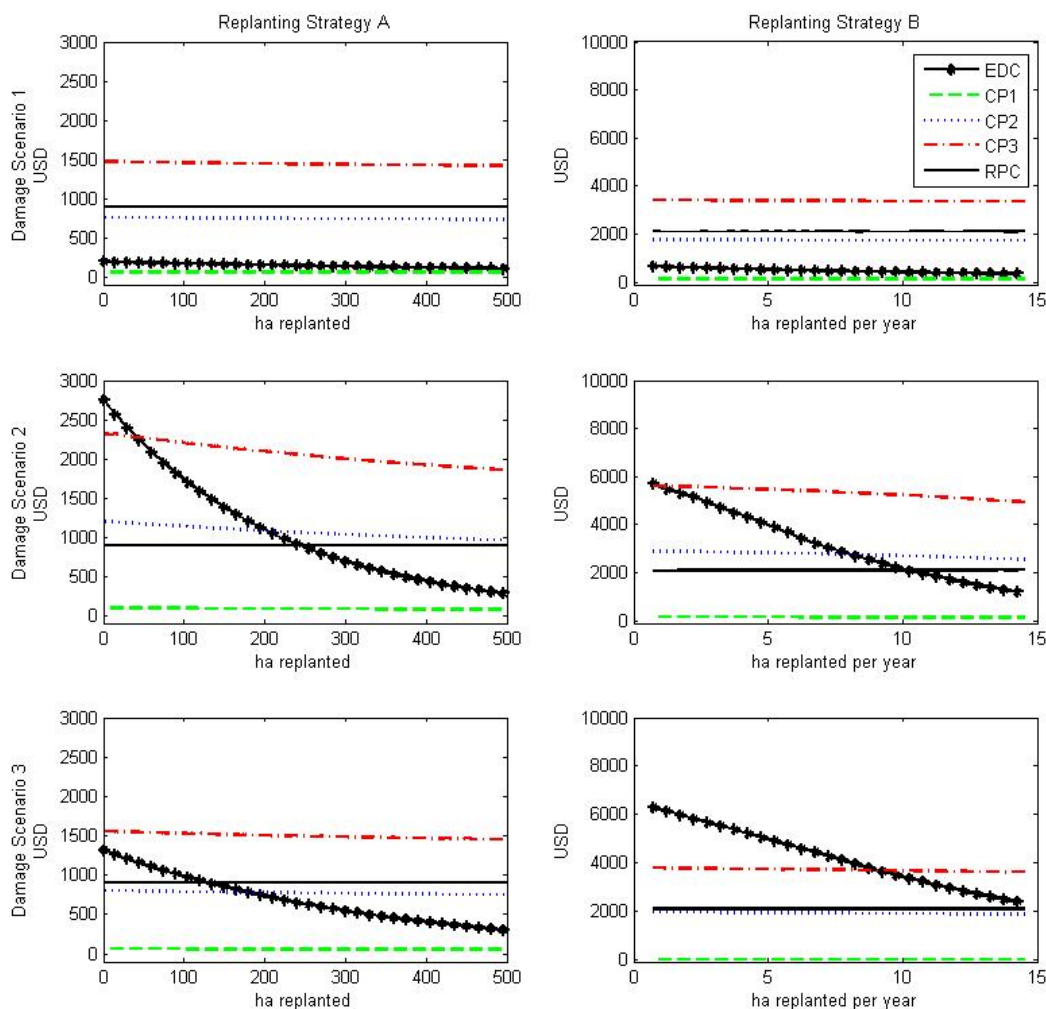 Replanting Strategy A
Replanting Strategy B
Damage Scenario 1
USD
3000
2500
2000
1500
1000
500
0
0 100 200 300 400 500
ha replanted
USD
10000
8000
6000
4000
2000
0
0 5 10 15
ha replanted per year
EDC
CP1
CP2
CP3
RPC
Damage Scenario 2
USD
3000
2500
2000
1500
1000
500
0
0 100 200 300 400 500
ha replanted
USD
10000
8000
6000
4000
2000
0
0 5 10 15
ha replanted per year
Damage Scenario 3
USD
3000
2500
2000
1500
1000
500
0
0 100 200 300 400 500
ha replanted
USD
10000
8000
6000
4000
2000
0
0 5 10 15
ha replanted per year